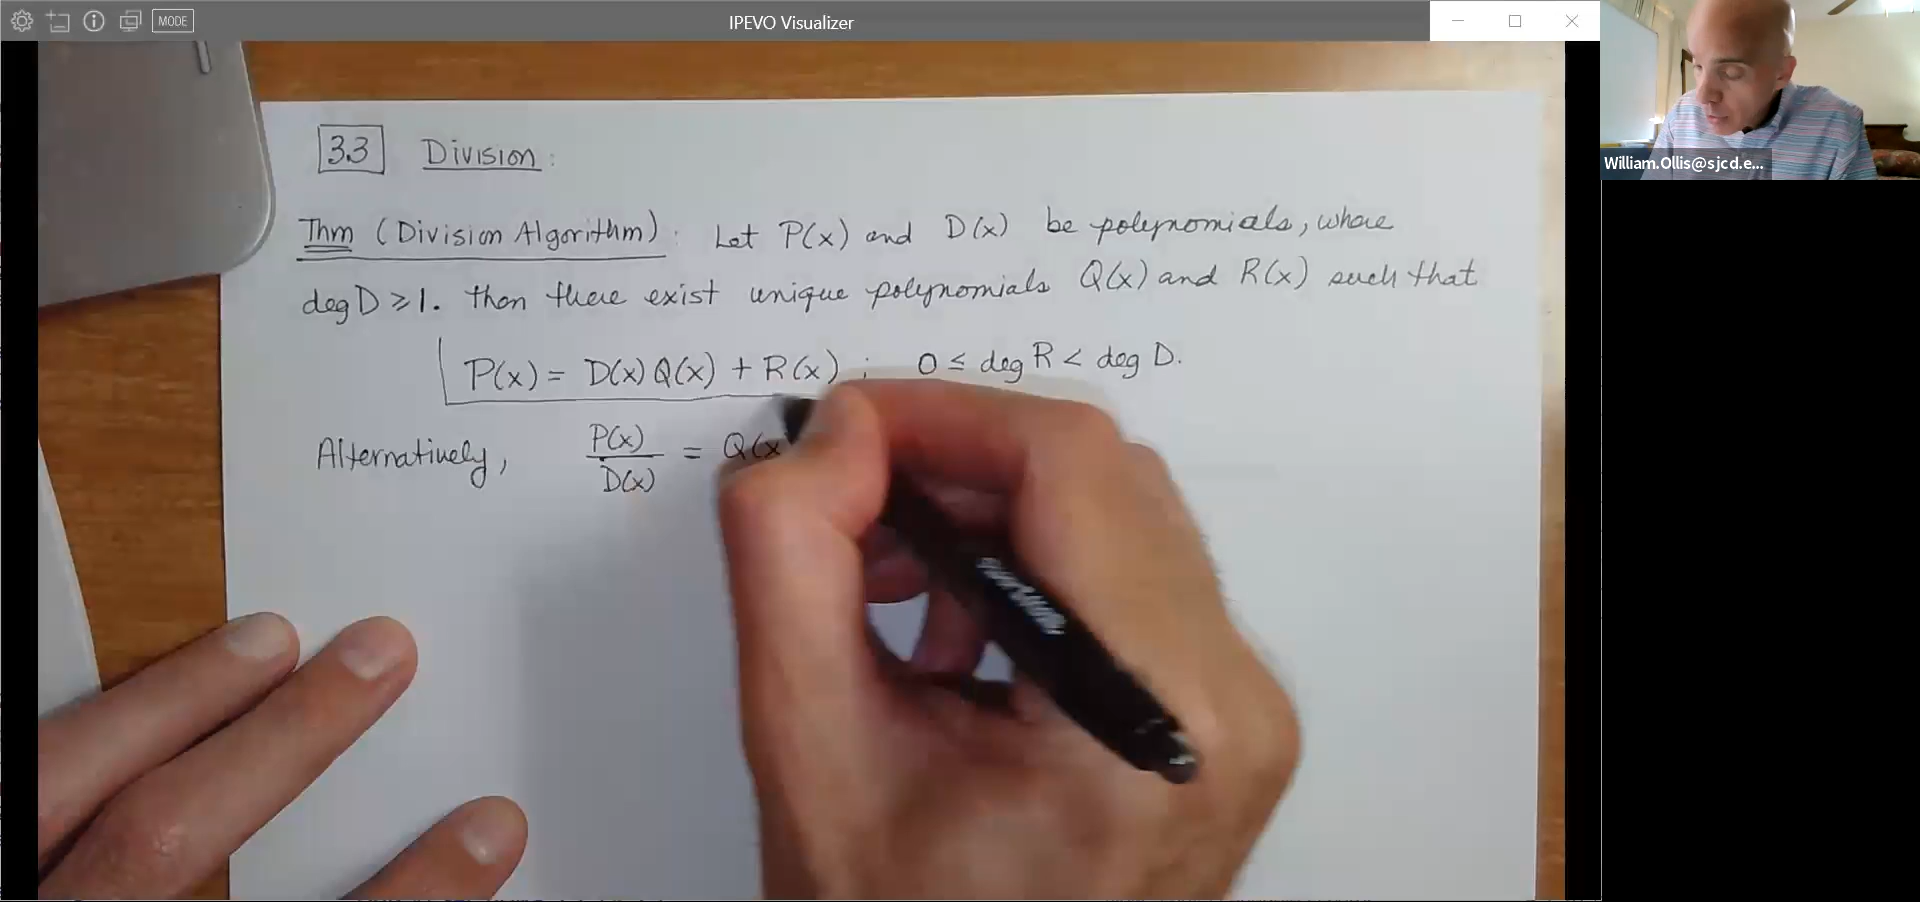 MODE
IPEVO Visualizer
William.Ollis@sjcd.e...
3.3 Division:
Thm (Division Algorithm): Let P(x) and D(x) be polynomials, where
deg D ≥ 1. then there exist unique polynomials Q(x) and R(x) such that
P(x) = D(x) Q(x) + R(x) ; 0 ≤ deg R < deg D.
Alternatively, P(x)/D(x) = Q(x